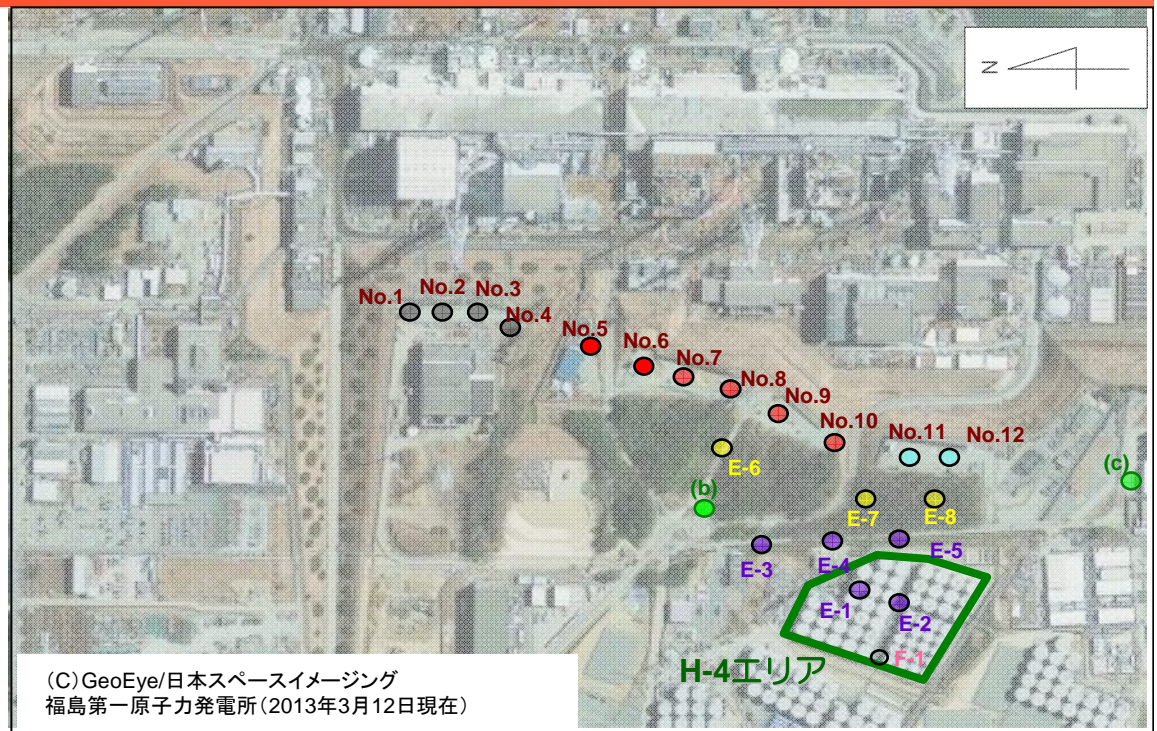 N
No.1
No.2
No.3
No.4
No.5
No.6
No.7
No.8
No.9
No.10
No.11
No.12
(c)
E-6
(b)
E-7
E-8
E-3
E-4
E-5
E-1
E-2
F-1
H-4エリア
(C)GeoEye/日本スペースイメージング
福島第一原子力発電所(2013年3月12日現在)